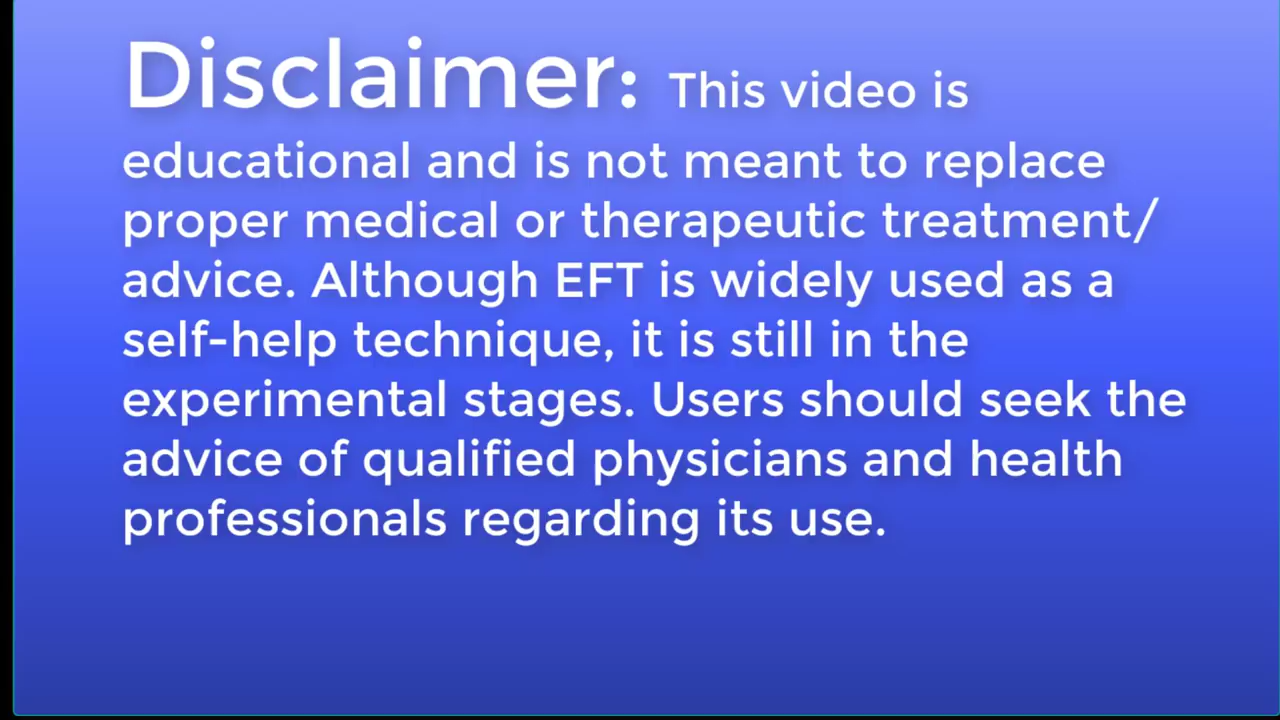 Disclaimer: This video is
educational and is not meant to replace
proper medical or therapeutic treatment/
advice. Although EFT is widely used as a
self-help technique, it is still in the
experimental stages. Users should seek the
advice of qualified physicians and health
professionals regarding its use.